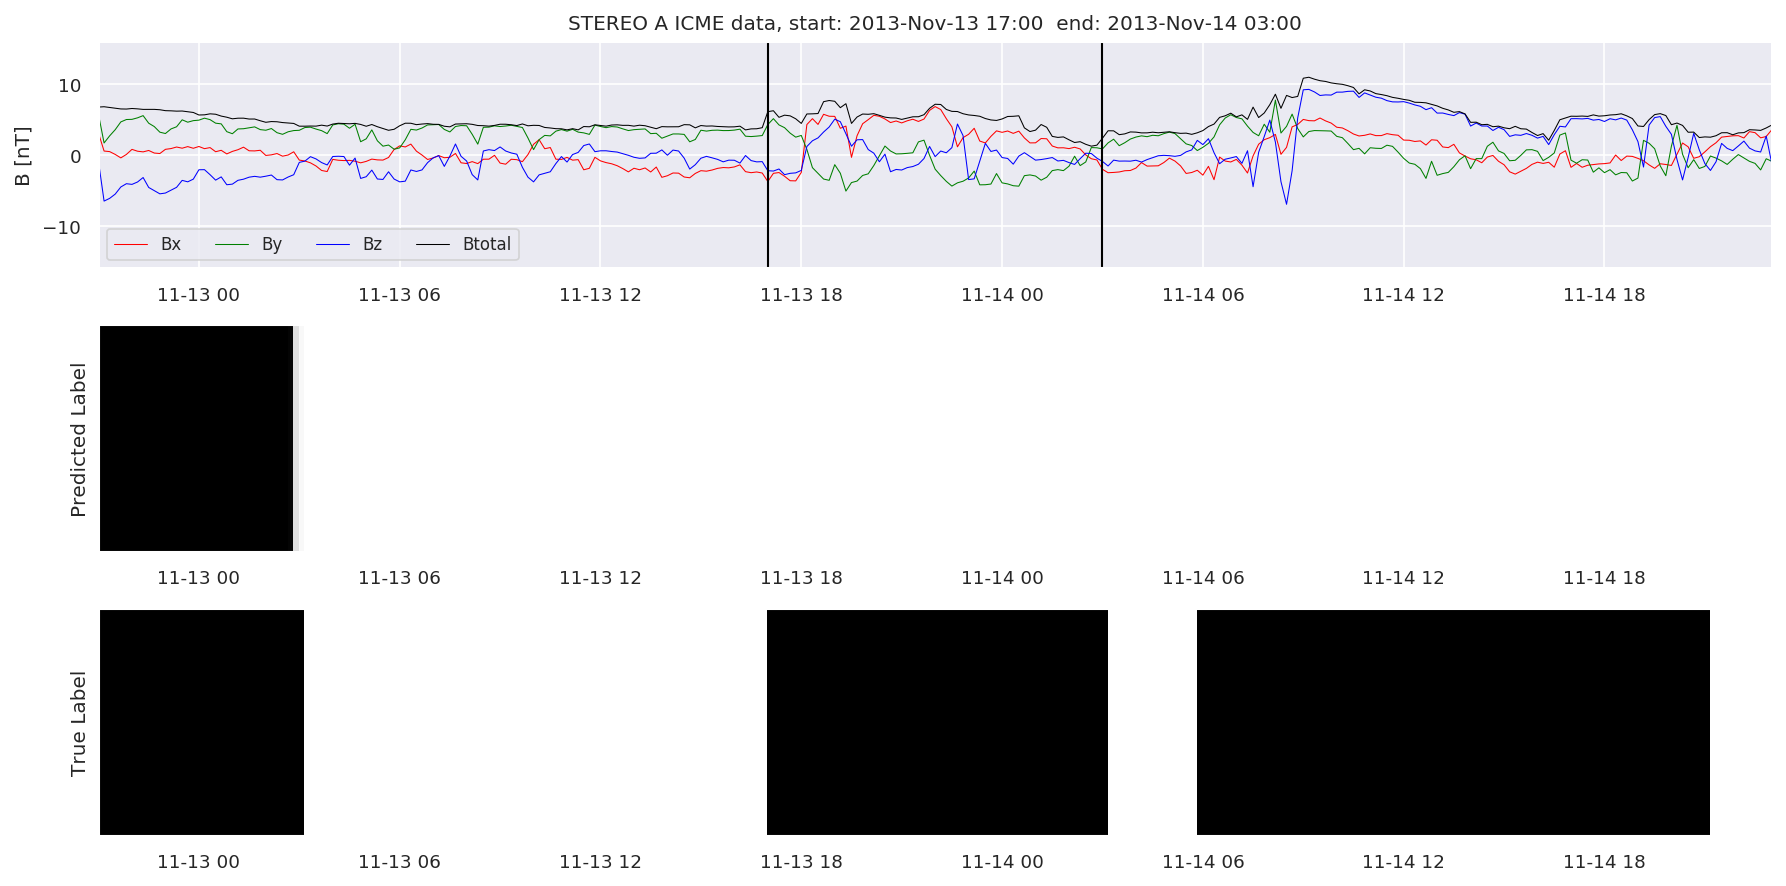 STEREO A ICME data, start: 2013-Nov-13 17:00  end: 2013-Nov-14 03:00
B [nT]
10
0
−10
Bx By Bz Btotal
11-13 00 11-13 06 11-13 12 11-13 18 11-14 00 11-14 06 11-14 12 11-14 18
Predicted Label
11-13 00 11-13 06 11-13 12 11-13 18 11-14 00 11-14 06 11-14 12 11-14 18
True Label
11-13 00 11-13 06 11-13 12 11-13 18 11-14 00 11-14 06 11-14 12 11-14 18